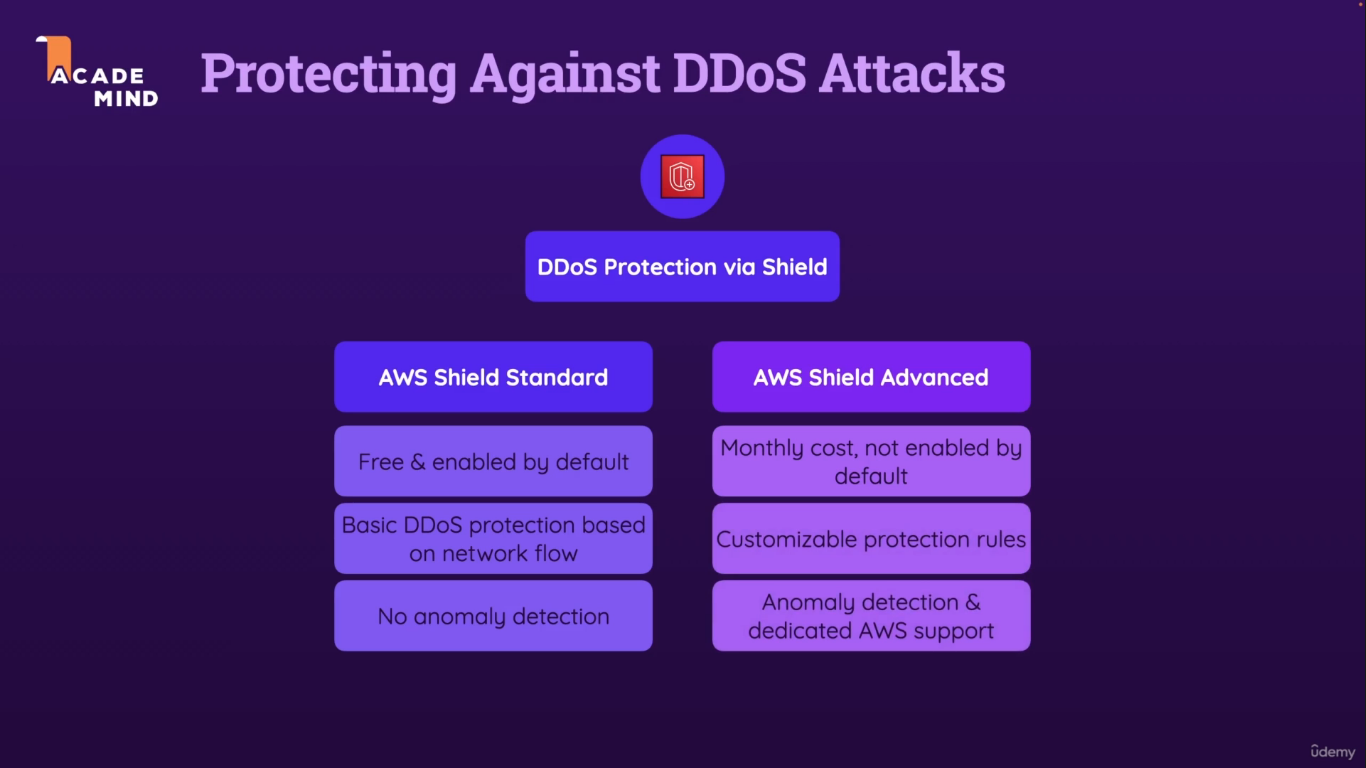 ACADE
MIND
Protecting Against DDoS Attacks
DDoS Protection via Shield
AWS Shield Standard
Free & enabled by default
Basic DDoS protection based
on network flow
No anomaly detection
AWS Shield Advanced
Monthly cost, not enabled by
default
Customizable protection rules
Anomaly detection &
dedicated AWS support
ûdemy